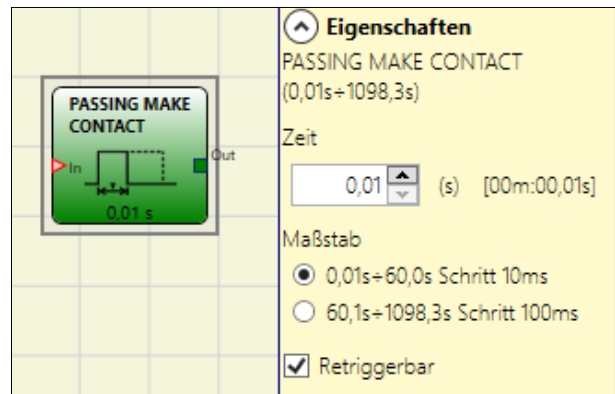 PASSING MAKE
CONTACT
In
Out
0,01 s
Eigenschaften
PASSING MAKE CONTACT
(0,01s÷1098,3s)
Zeit
0,01 (s) [00m:00,01s]
Maßstab
0,01s÷60,0s Schritt 10ms
60,1s÷1098,3s Schritt 100ms
Retriggerbar